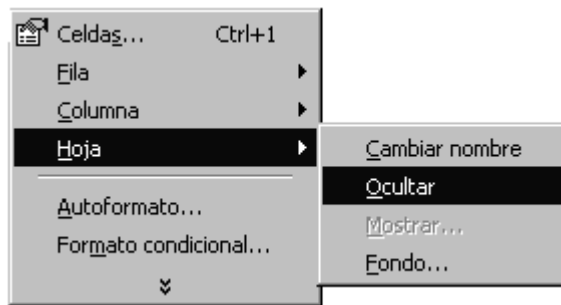 Celdas... Ctrl+1
Fila
Columna
Hoja
Autoformato...
Formato condicional...
Cambiar nombre
Ocultar
Mostrar...
Fondo...